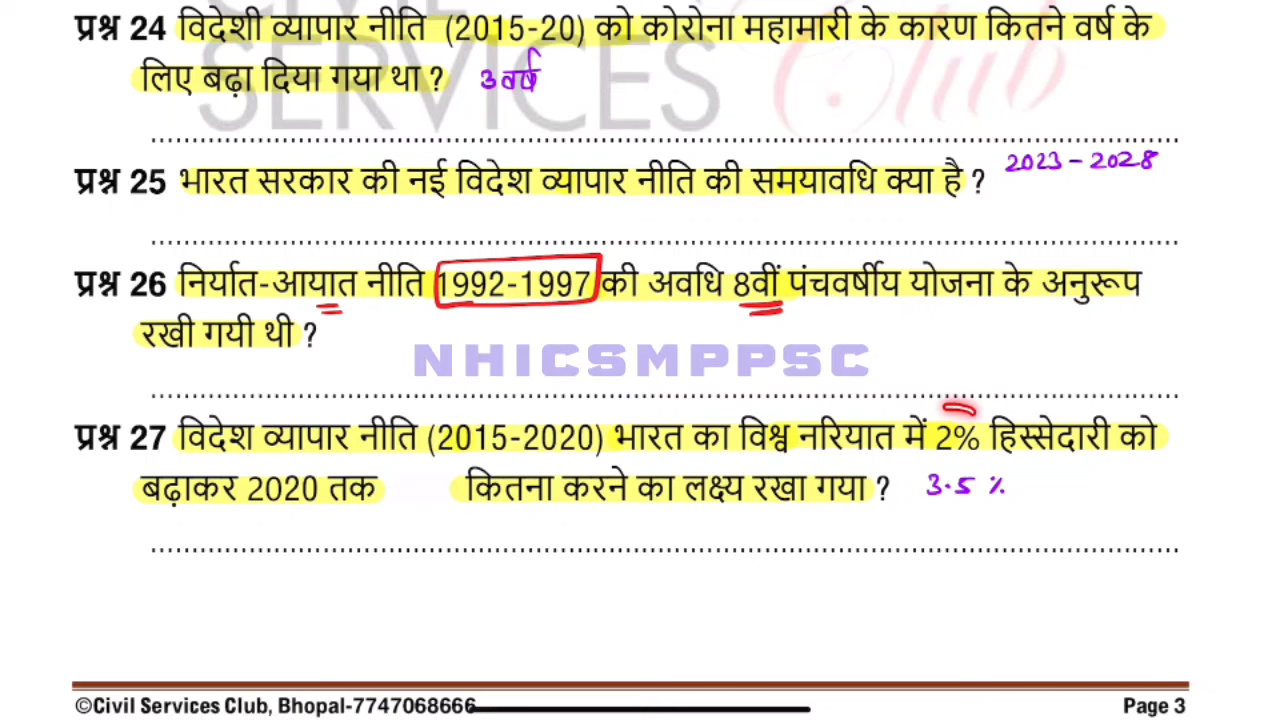 CIVIL
प्रश्न 24 विदेशी व्यापार नीति (2015-20) को कोरोना महामारी के कारण कितने वर्ष के
लिए बढ़ा दिया गया था ? 3 वर्ष
SERVICES Club
प्रश्न 25 भारत सरकार की नई विदेश व्यापार नीति की समयावधि क्या है ? 2023 - 2028
प्रश्न 26 निर्यात-आयात नीति 1992-1997 की अवधि 8वीं पंचवर्षीय योजना के अनुरूप
रखी गयी थी ?
NHICSMPPSC
प्रश्न 27 विदेश व्यापार नीति (2015-2020) भारत का विश्व नरियात में 2% हिस्सेदारी को
बढ़ाकर 2020 तक कितना करने का लक्ष्य रखा गया ? 3.5 %
©Civil Services Club, Bhopal-7747068666 Page 3